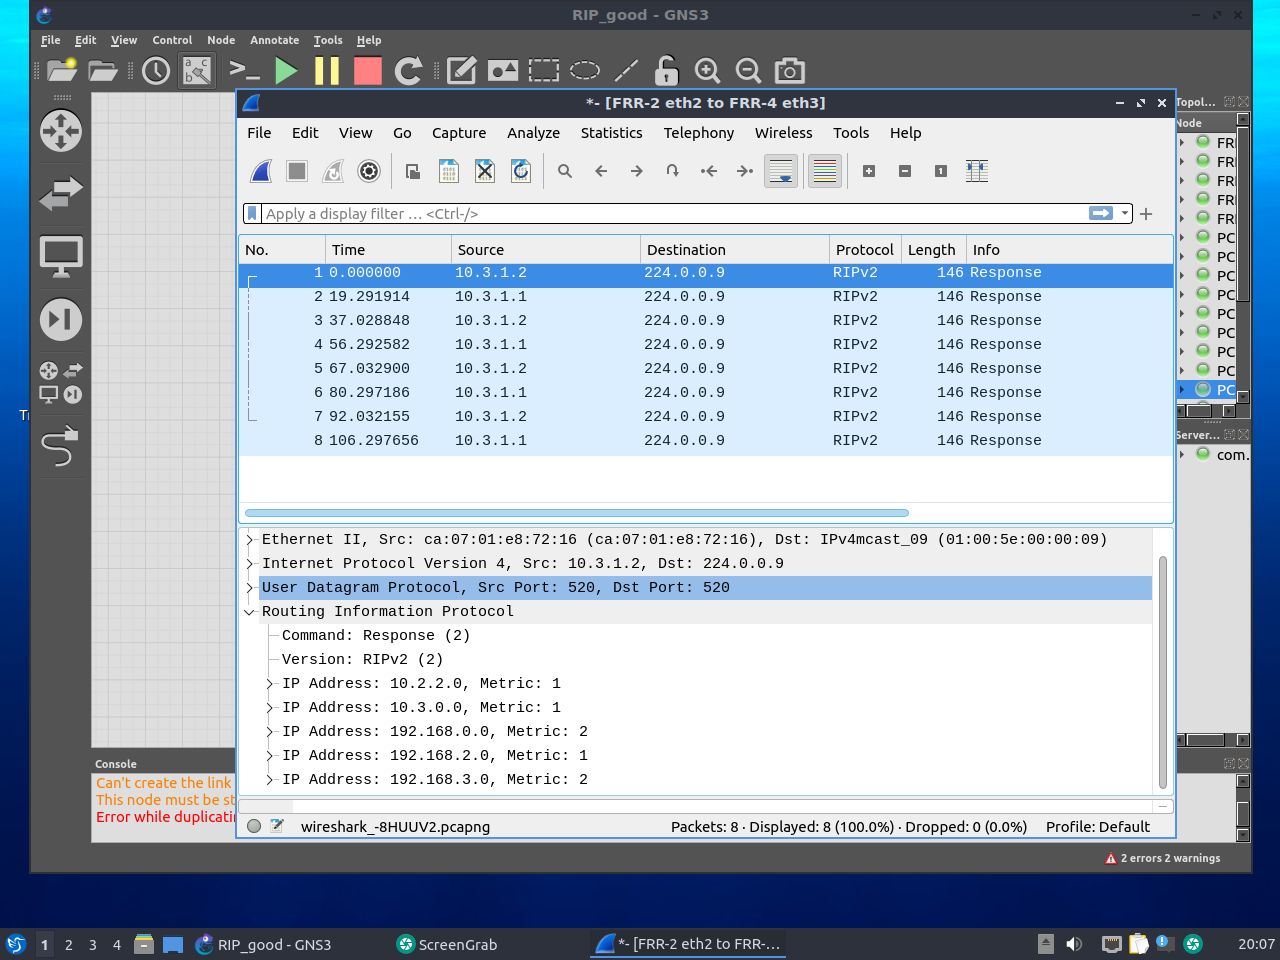 RIP_good - GNS3
File Edit View Control Node Annotate Tools Help
*- [FRR-2 eth2 to FRR-4 eth3]
File Edit View Go Capture Analyze Statistics Telephony Wireless Tools Help
Apply a display filter … <Ctrl-/>
No. Time Source Destination Protocol Length Info
1 0.000000 10.3.1.2 224.0.0.9 RIPv2 146 Response
2 19.291914 10.3.1.1 224.0.0.9 RIPv2 146 Response
3 37.028848 10.3.1.2 224.0.0.9 RIPv2 146 Response
4 56.292582 10.3.1.1 224.0.0.9 RIPv2 146 Response
5 67.032900 10.3.1.2 224.0.0.9 RIPv2 146 Response
6 80.297186 10.3.1.1 224.0.0.9 RIPv2 146 Response
7 92.032155 10.3.1.2 224.0.0.9 RIPv2 146 Response
8 106.297656 10.3.1.1 224.0.0.9 RIPv2 146 Response
Ethernet II, Src: ca:07:01:e8:72:16 (ca:07:01:e8:72:16), Dst: IPv4mcast_09 (01:00:5e:00:00:09)
Internet Protocol Version 4, Src: 10.3.1.2, Dst: 224.0.0.9
User Datagram Protocol, Src Port: 520, Dst Port: 520
Routing Information Protocol
Command: Response (2)
Version: RIPv2 (2)
IP Address: 10.2.2.0, Metric: 1
IP Address: 10.3.0.0, Metric: 1
IP Address: 192.168.0.0, Metric: 2
IP Address: 192.168.2.0, Metric: 1
IP Address: 192.168.3.0, Metric: 2
wireshark_-8HUUV2.pcapng Packets: 8 · Displayed: 8 (100.0%) · Dropped: 0 (0.0%) Profile: Default
Topol...
Node
FRI
FRI
FRI
FRI
FRI
PC
PC
PC
PC
PC
PC
PC
PC
PC
Server...
com.
Console
Can't create the link
This node must be st
Error while duplicatin
2 errors 2 warnings
1 2 3 4 RIP_good - GNS3 ScreenGrab *- [FRR-2 eth2 to FRR-... 20:07